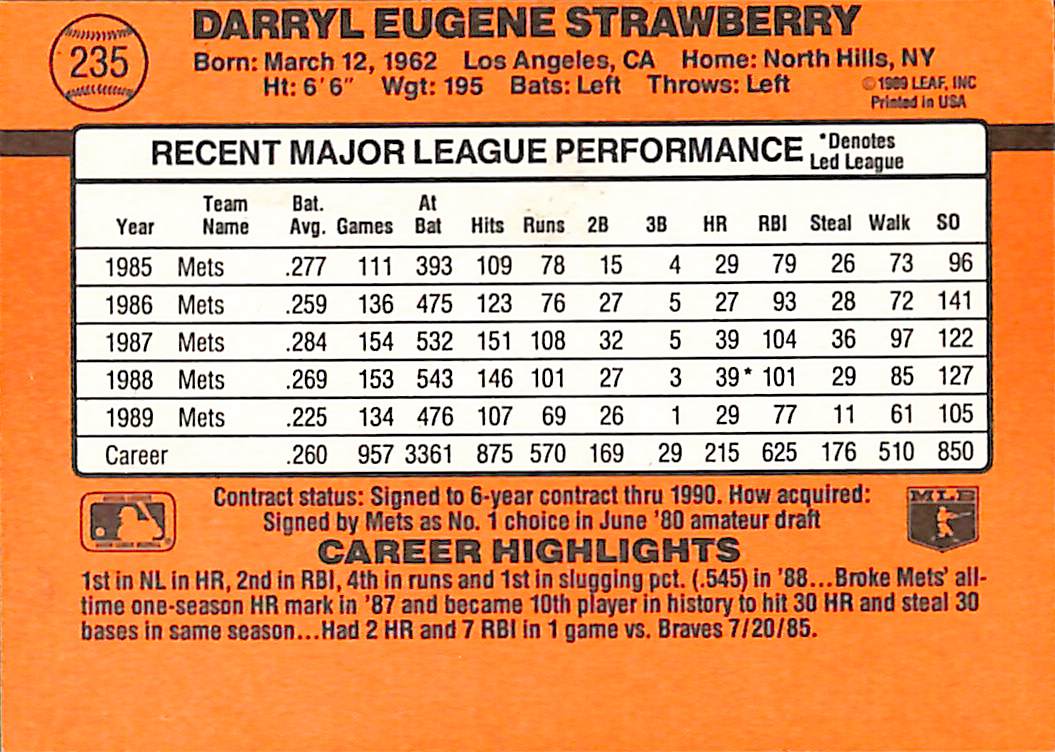 235
DARRYL EUGENE STRAWBERRY
Born: March 12, 1962 Los Angeles, CA Home: North Hills, NY
Ht: 6'6" Wgt: 195 Bats: Left Throws: Left
©1989 LEAF, INC
Printed in USA
RECENT MAJOR LEAGUE PERFORMANCE *Denotes Led League
Year Team Name Bat. Avg. Games At Bat Hits Runs 2B 3B HR RBI Steal Walk SO
1985 Mets .277 111 393 109 78 15 4 29 79 26 73 96
1986 Mets .259 136 475 123 76 27 5 27 93 28 72 141
1987 Mets .284 154 532 151 108 32 5 39 104 36 97 122
1988 Mets .269 153 543 146 101 27 3 39* 101 29 85 127
1989 Mets .225 134 476 107 69 26 1 29 77 11 61 105
Career .260 957 3361 875 570 169 29 215 625 176 510 850
Contract status: Signed to 6-year contract thru 1990. How acquired:
Signed by Mets as No. 1 choice in June '80 amateur draft
MLB
CAREER HIGHLIGHTS
1st in NL in HR, 2nd in RBI, 4th in runs and 1st in slugging pct. (.545) in '88...Broke Mets' all-
time one-season HR mark in '87 and became 10th player in history to hit 30 HR and steal 30
bases in same season...Had 2 HR and 7 RBI in 1 game vs. Braves 7/20/85.